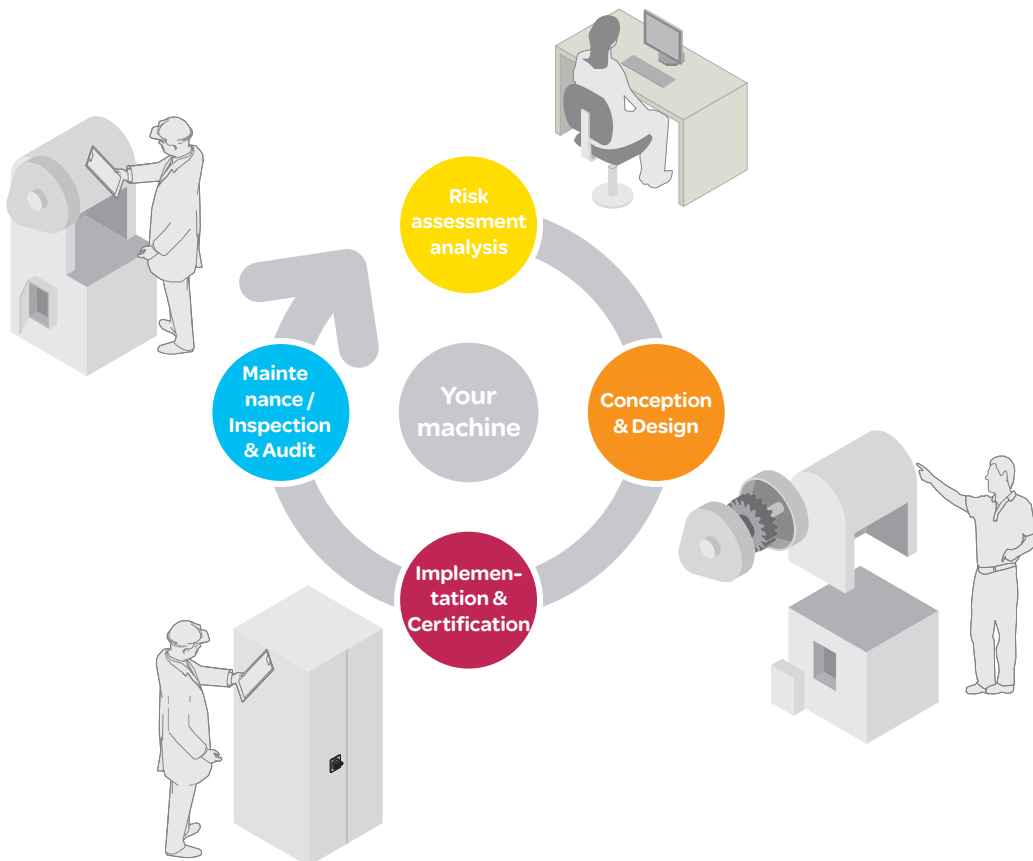 Risk
assessment
analysis
Mainte
nance /
Inspection
& Audit
Your
machine
Conception
& Design
Implemen-
tation &
Certification